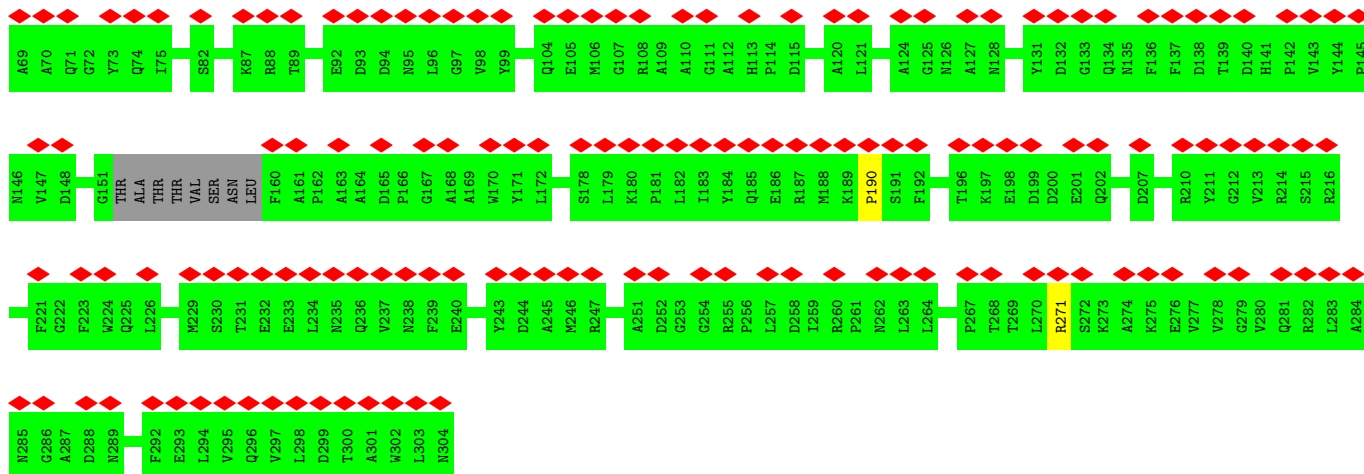 A69 A70 Q71 G72 Y73 Q74 I75 S82 K87 R88 T89 E92 D93 D94 N95 L96 G97 V98 Y99 Q104 E105 M106 G107 R108 A109 A110 G111 A112 H113 P114 D115 A120 L121 A124 G125 N126 A127 N128 Y131 D132 G133 Q134 N135 F136 F137 D138 T139 D140 H141 P142 V143 Y144 P145
N146 V147 D148 G151 THR ALA THR THR VAL SER ASN LEU F160 A161 P162 A163 A164 D165 P166 G167 A168 A169 W170 Y171 L172 S178 L179 K180 P181 L182 I183 Y184 Q185 E186 R187 M188 K189 P190 S191 F192 T196 K197 E198 D199 D200 E201 Q202 D207 R210 Y211 G212 V213 R214 S215 R216
F221 G222 F223 W224 Q225 L226 M229 S230 T231 E232 E233 L234 N235 Q236 V237 N238 F239 E240 Y243 D244 A245 M246 R247 A251 D252 G253 G254 R255 P256 L257 D258 I259 R260 P261 N262 L263 L264 P267 T268 T269 L270 R271 S272 K273 A274 K275 E276 V277 V278 G279 V280 Q281 R282 L283 A284
N285 G286 A287 D288 N289 F292 E293 L294 V295 Q296 V297 L298 D299 T300 A301 W302 L303 N304